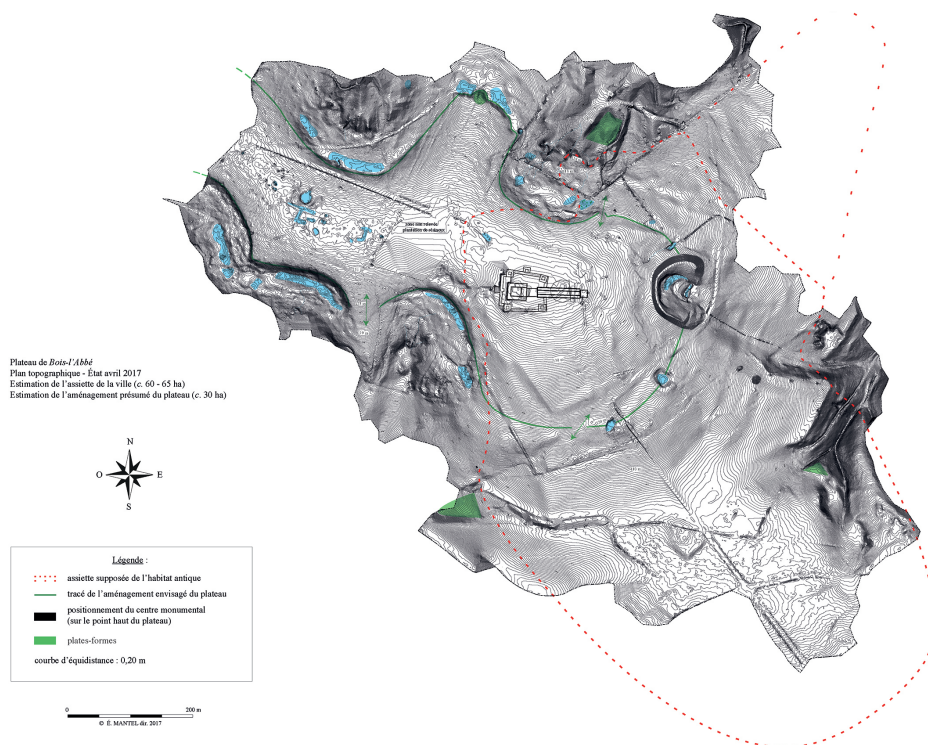 Plateau de Bois-l'Abbé
Plan topographique - État avril 2017
Estimation de l'assiette de la ville (c. 60 - 65 ha)
Estimation de l'aménagement présumé du plateau (c. 30 ha)
N
O
E
S
Légende :
assiette supposée de l'habitat antique
tracé de l'aménagement envisagé du plateau
positionnement du centre monumental
(sur le point haut du plateau)
plates-formes
courbe d'équidistance : 0,20 m
0
200 m
© É. MANTEL dir. 2017